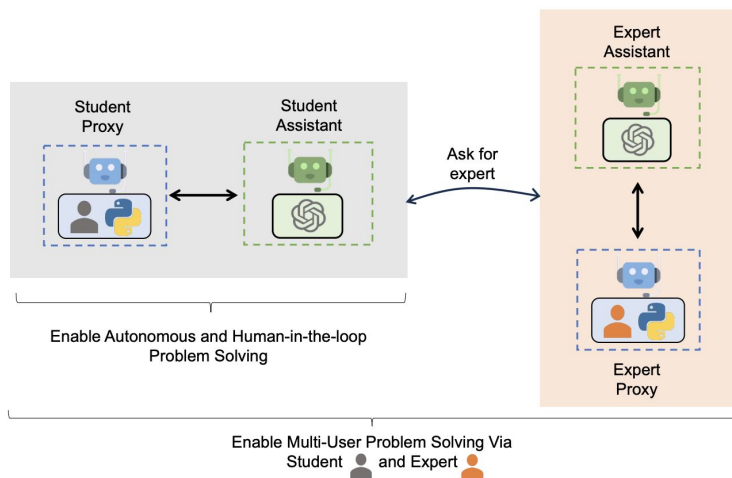 Student
Proxy
Student
Assistant
Ask for
expert
Expert
Assistant
Expert
Proxy
Enable Autonomous and Human-in-the-loop
Problem Solving
Enable Multi-User Problem Solving Via
Student and Expert